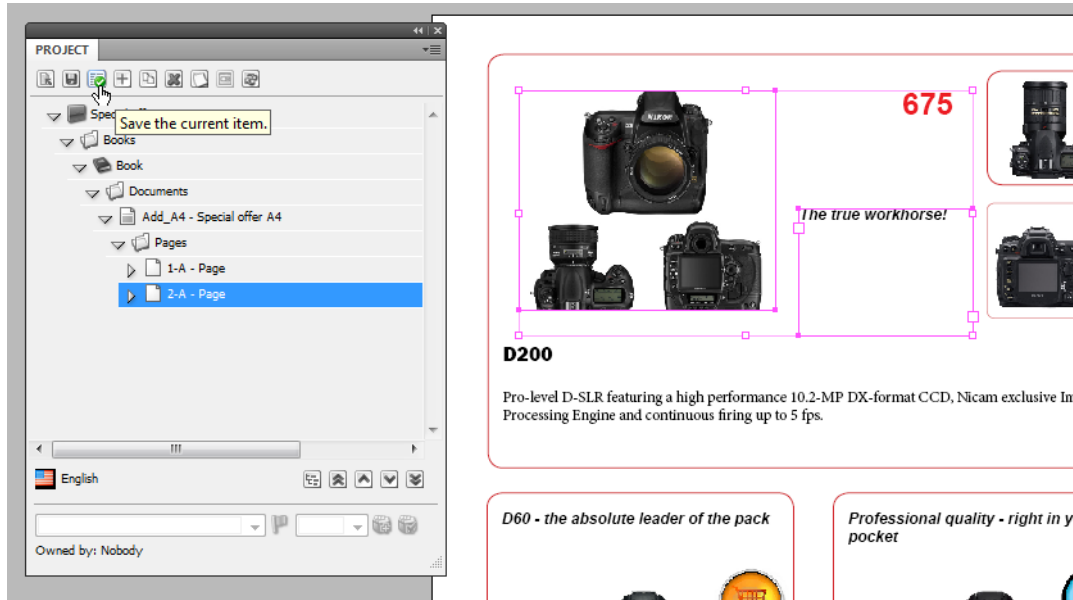 PROJECT
Save the current item.
Books
Book
Documents
Add_A4 - Special offer A4
Pages
1-A - Page
2-A - Page
English
Owned by: Nobody
675
NIKON
The true workhorse!
D200
Pro-level D-SLR featuring a high performance 10.2-MP DX-format CCD, Nicam exclusive
Processing Engine and continuous firing up to 5 fps.
D60 - the absolute leader of the pack
Professional quality - right in
pocket